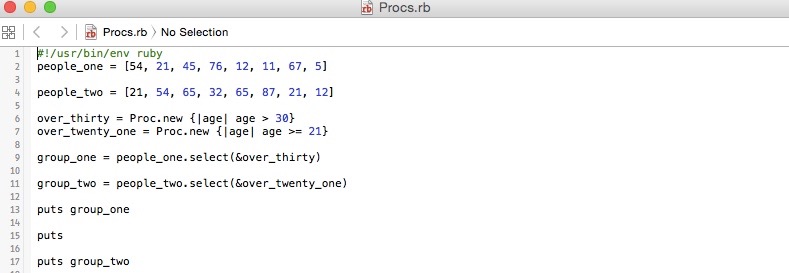 Procs.rb
Procs.rb › No Selection
1 #!/usr/bin/env ruby
2 people_one = [54, 21, 45, 76, 12, 11, 67, 5]
3
4 people_two = [21, 54, 65, 32, 65, 87, 21, 12]
5
6 over_thirty = Proc.new {|age| age > 30}
7 over_twenty_one = Proc.new {|age| age >= 21}
8
9 group_one = people_one.select(&over_thirty)
10
11 group_two = people_two.select(&over_twenty_one)
12
13 puts group_one
14
15 puts
16
17 puts group_two